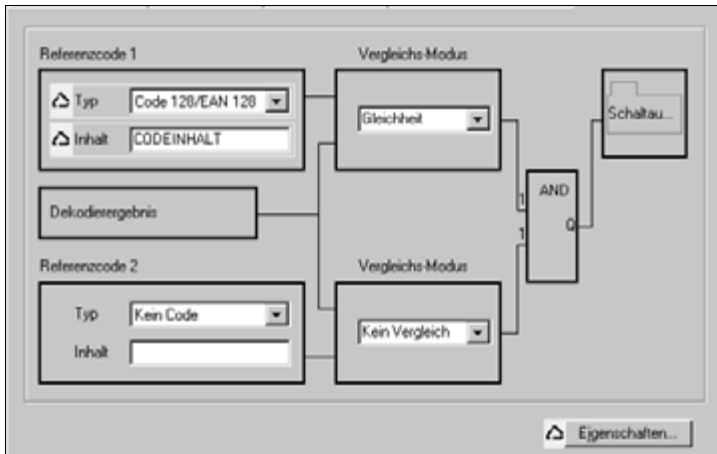 Referenzcode 1
Vergleichs-Modus
Typ Code 128/EAN 128
Gleichheit
Schaltau...
Inhalt CODEINHALT
AND
1
Dekodierergebnis
1
Q
Referenzcode 2
Vergleichs-Modus
Typ Kein Code
Kein Vergleich
Inhalt
Eigenschaften...